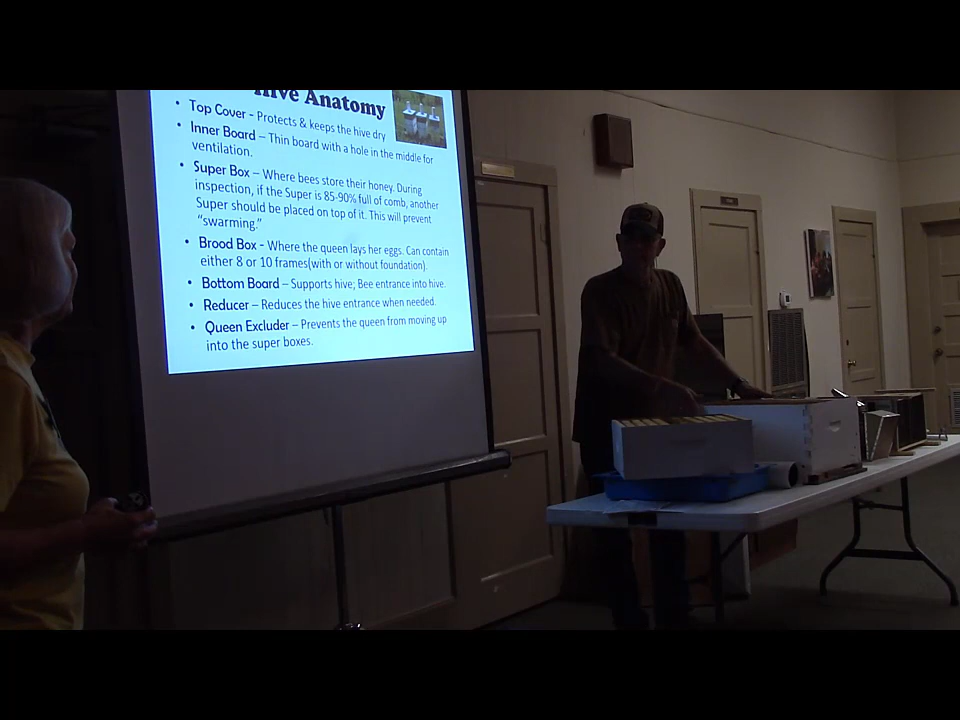 Hive Anatomy
• Top Cover - Protects & keeps the hive dry
• Inner Board – Thin board with a hole in the middle for
ventilation.
• Super Box – Where bees store their honey. During
inspection, if the Super is 85-90% full of comb, another
Super should be placed on top of it. This will prevent
“swarming.”
• Brood Box - Where the queen lays her eggs. Can contain
either 8 or 10 frames(with or without foundation).
• Bottom Board – Supports hive; Bee entrance into hive.
• Reducer – Reduces the hive entrance when needed.
• Queen Excluder – Prevents the queen from moving up
into the super boxes.